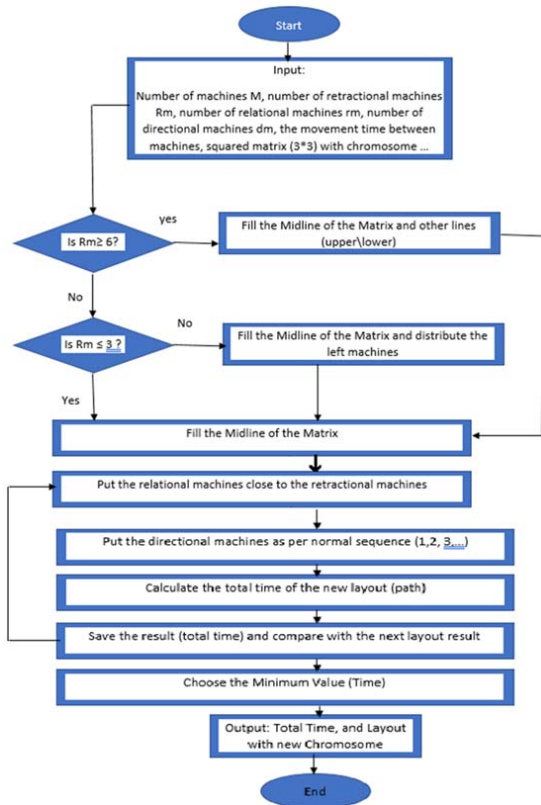 Start
Input:
Number of machines M, number of retractional machines
Rm, number of relational machines rm, number of
directional machines dm, the movement time between
machines, squared matrix (3*3) with chromosome ...
yes
Is Rm≥ 6?
Fill the Midline of the Matrix and other lines
(upper\lower)
No
Is Rm ≤ 3 ?
No
Fill the Midline of the Matrix and distribute the
left machines
Yes
Fill the Midline of the Matrix
Put the relational machines close to the retractional machines
Put the directional machines as per normal sequence (1,2, 3,...)
Calculate the total time of the new layout (path)
Save the result (total time) and compare with the next layout result
Choose the Minimum Value (Time)
Output: Total Time, and Layout
with new Chromosome
End